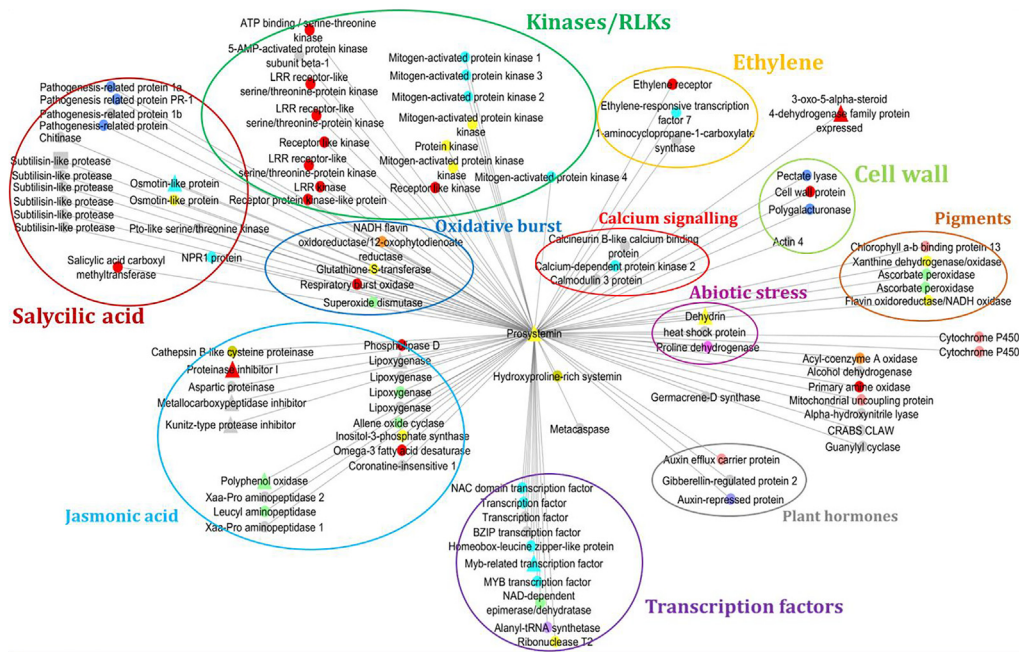 Kinases/RLKs
ATP binding / serine-threonine
kinase
5-AMP-activated protein kinase
subunit beta-1
LRR receptor-like
serine/threonine-protein kinase
LRR receptor-like
serine/threonine-protein kinase
Receptor like kinase
LRR receptor-like
serine/threonine-protein kinase
LRR kinase
Receptor protein kinase-like protein
Mitogen-activated protein kinase 1
Mitogen-activated protein kinase 3
Mitogen-activated protein kinase 2
Mitogen-activated protein kinase
kinase
Protein kinase
Mitogen-activated protein kinase
kinase
Mitogen-activated protein kinase 4
Receptor like kinase
Ethylene
Ethylene receptor
Ethylene-responsive transcription
factor 7
1-aminocyclopropane-1-carboxylate
synthase
3-oxo-5-alpha-steroid
4-dehydrogenase family protein
expressed
Cell wall
Pectate lyase
Cell wall protein
Polygalacturonase
Actin 4
Pathogenesis-related protein 1a
Pathogenesis-related protein PR-1
Pathogenesis-related protein 1b
Pathogenesis-related protein
Chitinase
Subtilisin-like protease
Subtilisin-like protease
Subtilisin-like protease
Subtilisin-like protease
Subtilisin-like protease
Subtilisin-like protease
Osmotin-like protein
Osmotin-like protein
Pto-like serine/threonine kinase
NPR1 protein
Salicylic acid carboxyl
methyltransferase
Salycilic acid
Oxidative burst
NADH flavin
oxidoreductase/12-oxophytodienoate
reductase
Glutathione-S-transferase
Respiratory burst oxidase
Superoxide dismutase
Calcium signalling
Calcineurin B-like calcium binding
protein
Calcium-dependent protein kinase 2
Calmodulin 3 protein
Pigments
Chlorophyll a-b binding protein 13
Xanthine dehydrogenase/oxidase
Ascorbate peroxidase
Ascorbate peroxidase
Flavin oxidoreductase/NADH oxidase
Abiotic stress
Dehydrin
heat shock protein
Proline dehydrogenase
Prosystemin
Cytochrome P450
Cytochrome P450
Acyl-coenzyme A oxidase
Alcohol dehydrogenase
Primary amine oxidase
Mitochondrial uncoupling protein
Alpha-hydroxynitrile lyase
CRABS CLAW
Guanylyl cyclase
Hydroxyproline-rich systemin
Germacrene-D synthase
Metacaspase
Cathepsin B-like cysteine proteinase
Proteinase inhibitor I
Aspartic proteinase
Metallocarboxypeptidase inhibitor
Kunitz-type protease inhibitor
Phospholipase D
Lipoxygenase
Lipoxygenase
Lipoxygenase
Lipoxygenase
Allene oxide cyclase
Inositol-3-phosphate synthase
Omega-3 fatty acid desaturase
Coronatine-insensitive 1
Polyphenol oxidase
Xaa-Pro aminopeptidase 2
Leucyl aminopeptidase
Xaa-Pro aminopeptidase 1
Jasmonic acid
Auxin efflux carrier protein
Gibberellin-regulated protein 2
Auxin-repressed protein
Plant hormones
NAC domain transcription factor
Transcription factor
Transcription factor
BZIP transcription factor
Homeobox-leucine zipper-like protein
Myb-related transcription factor
MYB transcription factor
NAD-dependent
epimerase/dehydratase
Alanyl-tRNA synthetase
Ribonuclease T2
Transcription factors